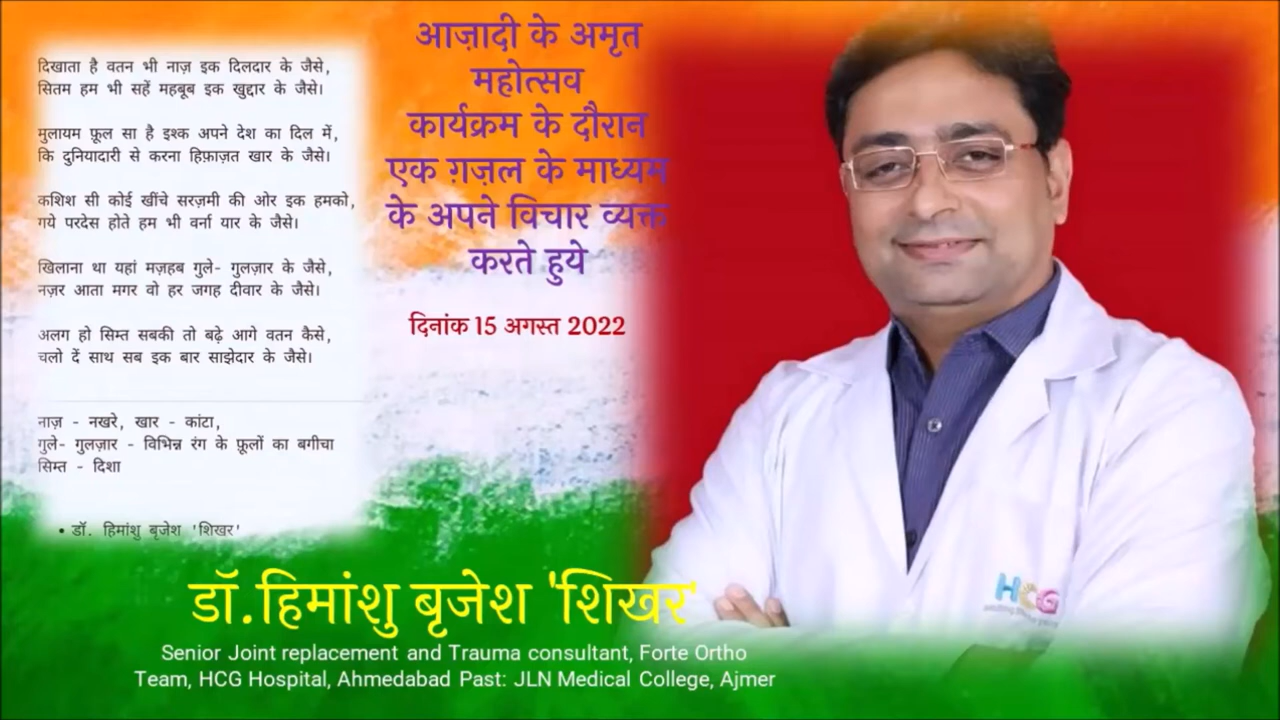 दिखाता है वतन भी नाज़ इक दिलदार के जैसे,
सितम हम भी सहें महबूब इक खुद्दार के जैसे।
मुलायम फ़ूल सा है इश्क अपने देश का दिल में,
कि दुनियादारी से करना हिफ़ाज़त खार के जैसे।
कशिश सी कोई खींचे सरज़मी की ओर इक हमको,
गये परदेस होते हम भी वर्ना यार के जैसे।
खिलाना था यहां मज़हब गुले- गुलज़ार के जैसे,
नज़र आता मगर वो हर जगह दीवार के जैसे।
अलग हो सिम्त सबकी तो बढ़े आगे वतन कैसे,
चलो दें साथ सब इक बार साझेदार के जैसे।
नाज़ - नखरे, खार - कांटा,
गुले- गुलज़ार - विभिन्न रंग के फ़ूलों का बगीचा
सिम्त - दिशा
• डॉ. हिमांशु बृजेश 'शिखर'
आज़ादी के अमृत
महोत्सव
कार्यक्रम के दौरान
एक ग़ज़ल के माध्यम
के अपने विचार व्यक्त
करते हुये
दिनांक 15 अगस्त 2022
HCG
डॉ.हिमांशु बृजेश 'शिखर'
Senior Joint replacement and Trauma consultant, Forte Ortho
Team, HCG Hospital, Ahmedabad Past: JLN Medical College, Ajmer